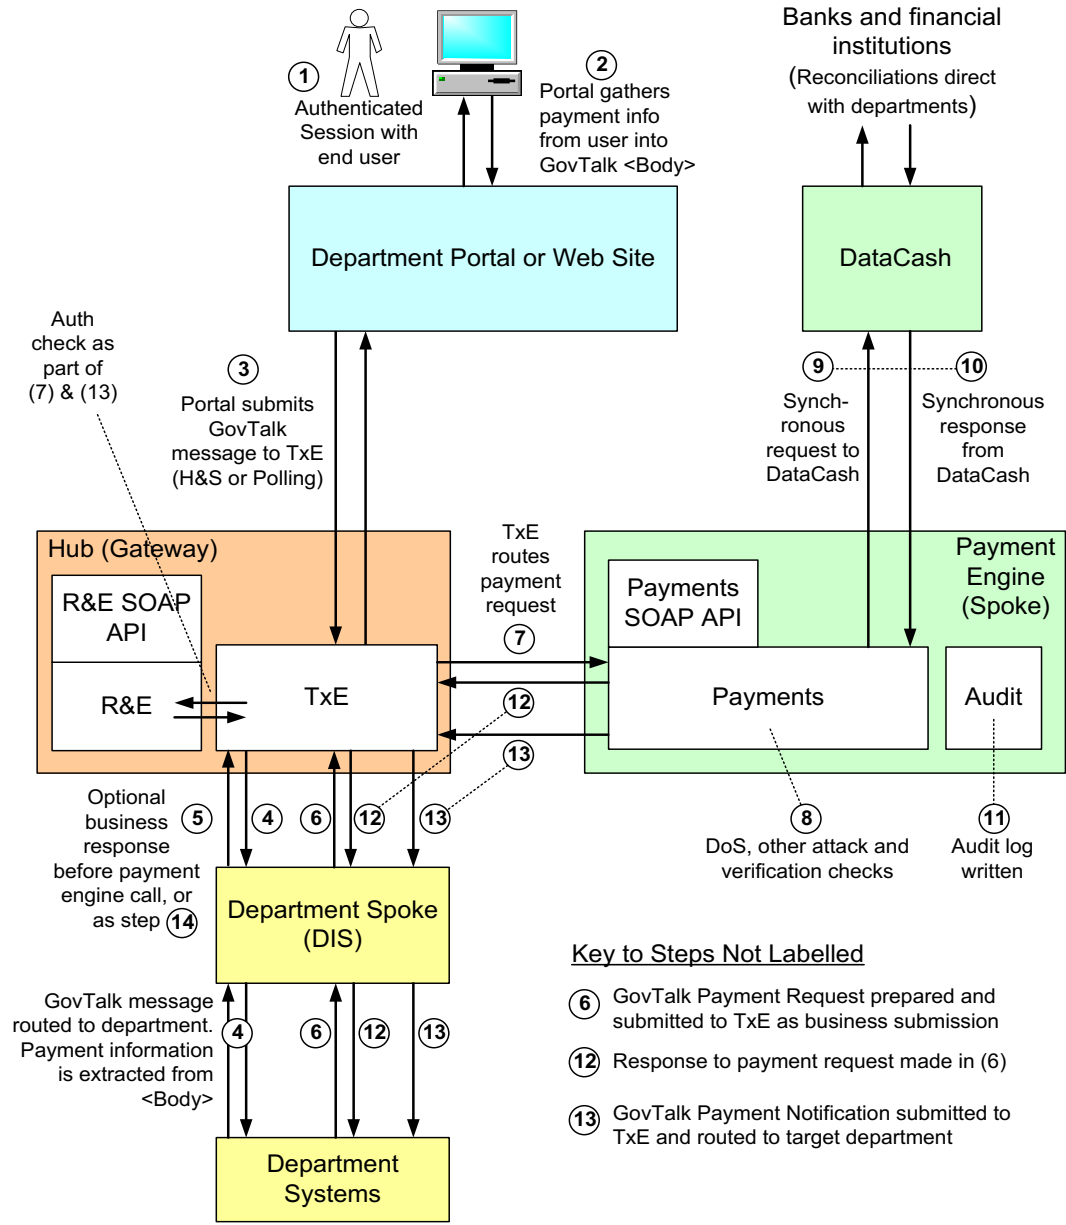 1
Authenticated
Session with
end user
2
Portal gathers
payment info
from user into
GovTalk <Body>
Banks and financial
institutions
(Reconciliations direct
with departments)
Department Portal or Web Site
DataCash
Auth
check as
part of
(7) & (13)
3
Portal submits
GovTalk
message to TxE
(H&S or Polling)
9
Synch-
ronous
request to
DataCash
10
Synchronous
response
from
DataCash
Hub (Gateway)
R&E SOAP
API
R&E
TxE
TxE
routes
payment
request
7
12
13
Payment
Engine
(Spoke)
Payments
SOAP API
Payments
Audit
8
DoS, other attack and
verification checks
11
Audit log
written
Optional
business
response
before payment
engine call, or
as step
14
5
4
6
12
13
Department Spoke
(DIS)
GovTalk message
routed to department.
Payment information
is extracted from
<Body>
4
6
12
13
Department
Systems
Key to Steps Not Labelled
6 GovTalk Payment Request prepared and
submitted to TxE as business submission
12 Response to payment request made in (6)
13 GovTalk Payment Notification submitted to
TxE and routed to target department